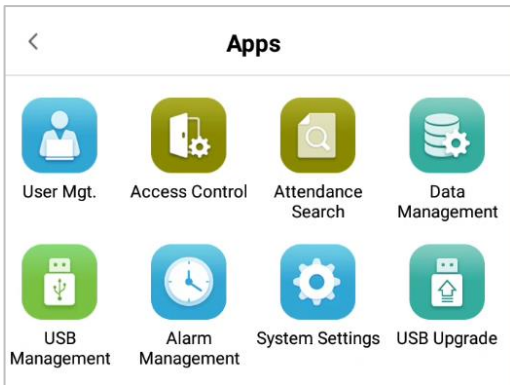 Apps
User Mgt.
Access Control
Attendance
Search
Data
Management
USB
Management
Alarm
Management
System Settings
USB Upgrade